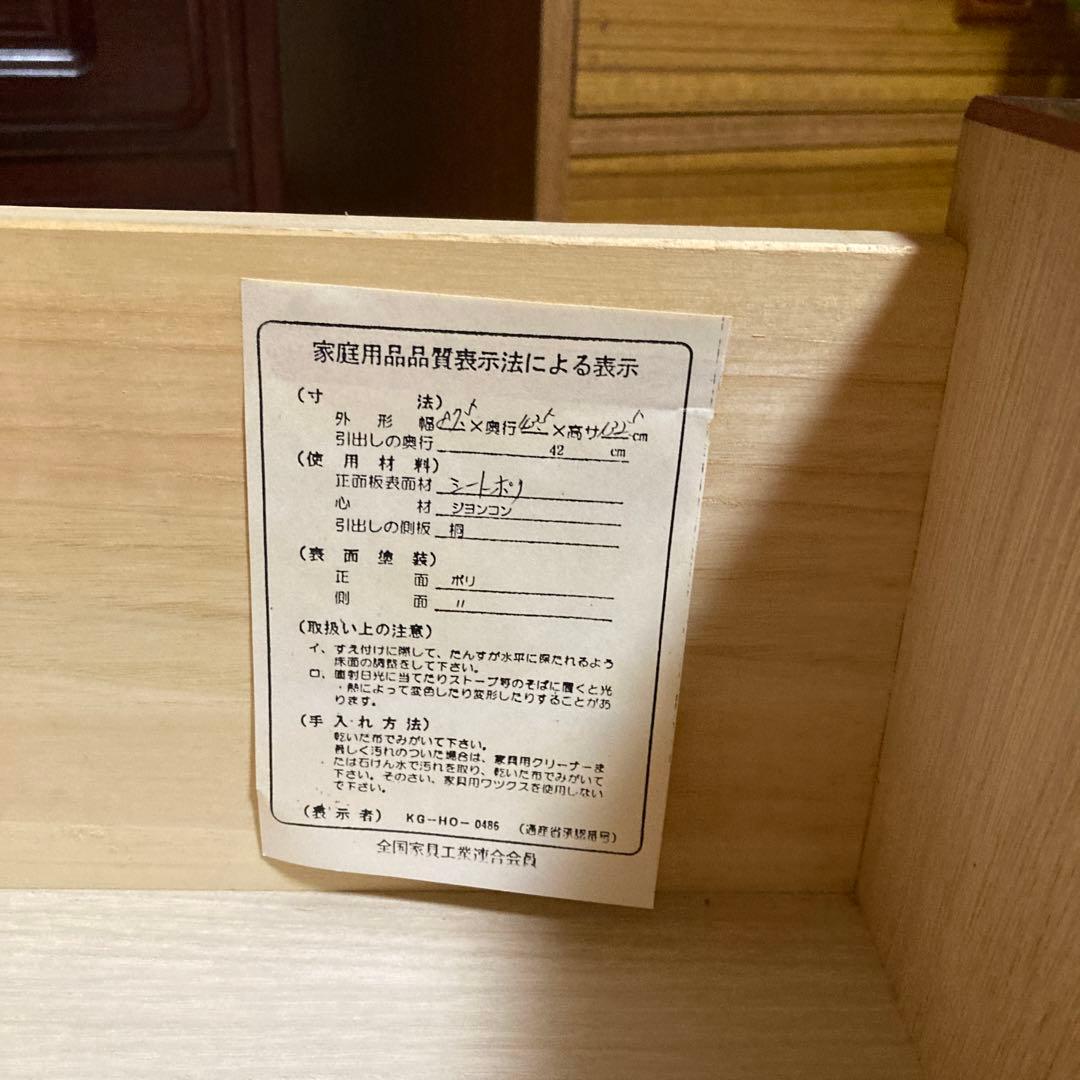 家庭用品品質表示法による表示
(寸法)
外形 幅 × 奥行 × 高サ cm
引出しの奥行 42 cm
(使用材料)
正面板表面材 シートポリ
心材 ジョンコン
引出しの側板 桐
(表面塗装)
正面 ポリ
側面 〃
(取扱い上の注意)
イ、すえ付けに際して、たんすが水平に保たれるよう
床面の調整をして下さい。
ロ、直射日光に当てたりストーブ等のそばに置くと光
・熱によって変色したり変形したりすることがあ
ります。
(手入れ方法)
乾いた布でみがいて下さい。
著しく汚れのついた場合は、家具用クリーナーま
たは石けん水で汚れを取り、乾いた布でみがいて
下さい。そのさい、家具用ワックスを使用しない
で下さい。
(表示者) KG-HO-0486 (通産省承認番号)
全国家具工業連合会員